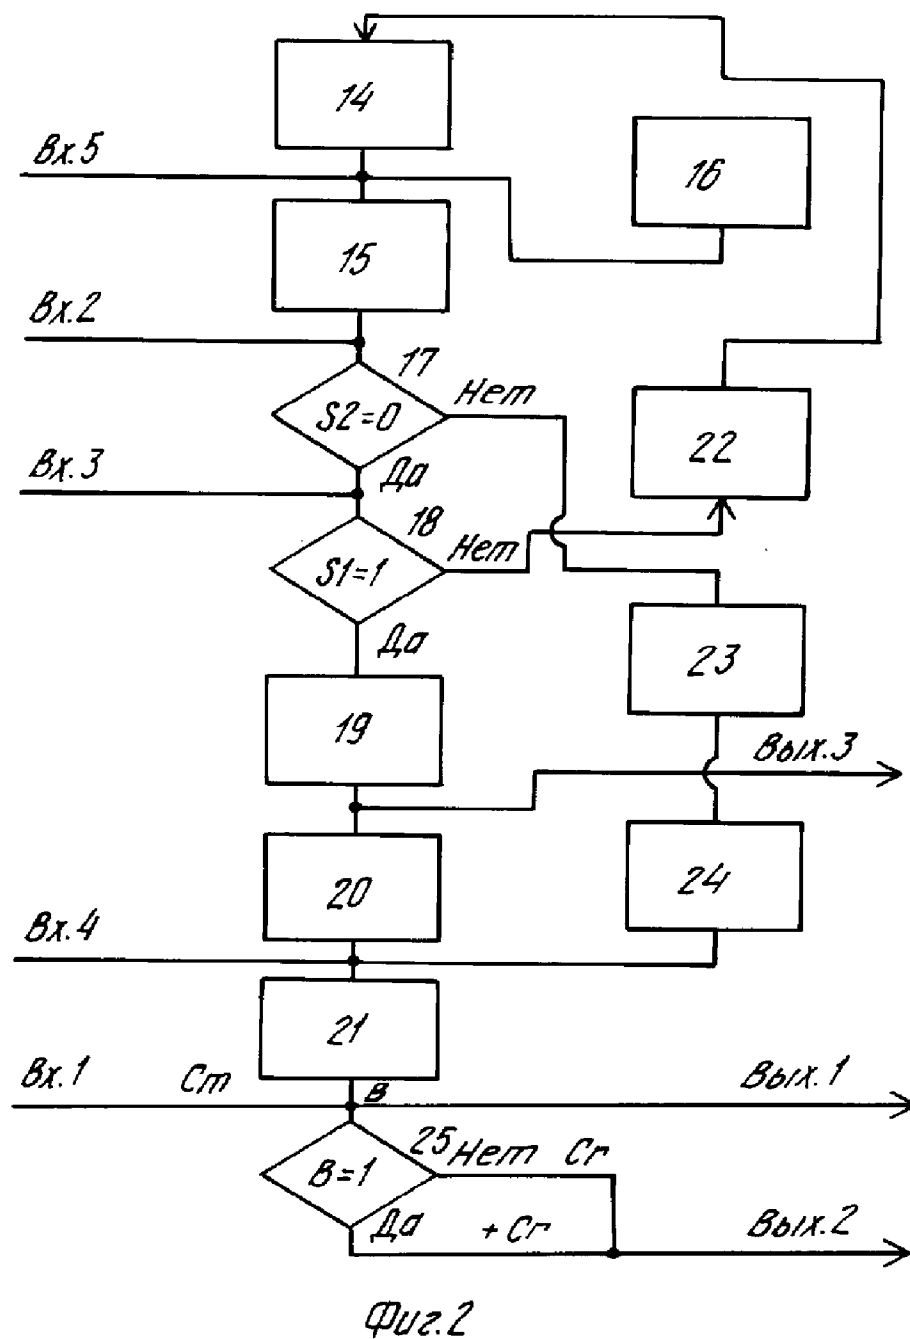 14
Вх.5
16
15
Вх.2
17
Нет
S2=0
22
Вх.3
Да
18
Нет
S1=1
Да
23
19
Вых.3
20
24
Вх.4
21
Вх.1
Ст
В
Вых.1
25
Нет
Сг
В=1
Да
+Сг
Вых.2
Фиг.2